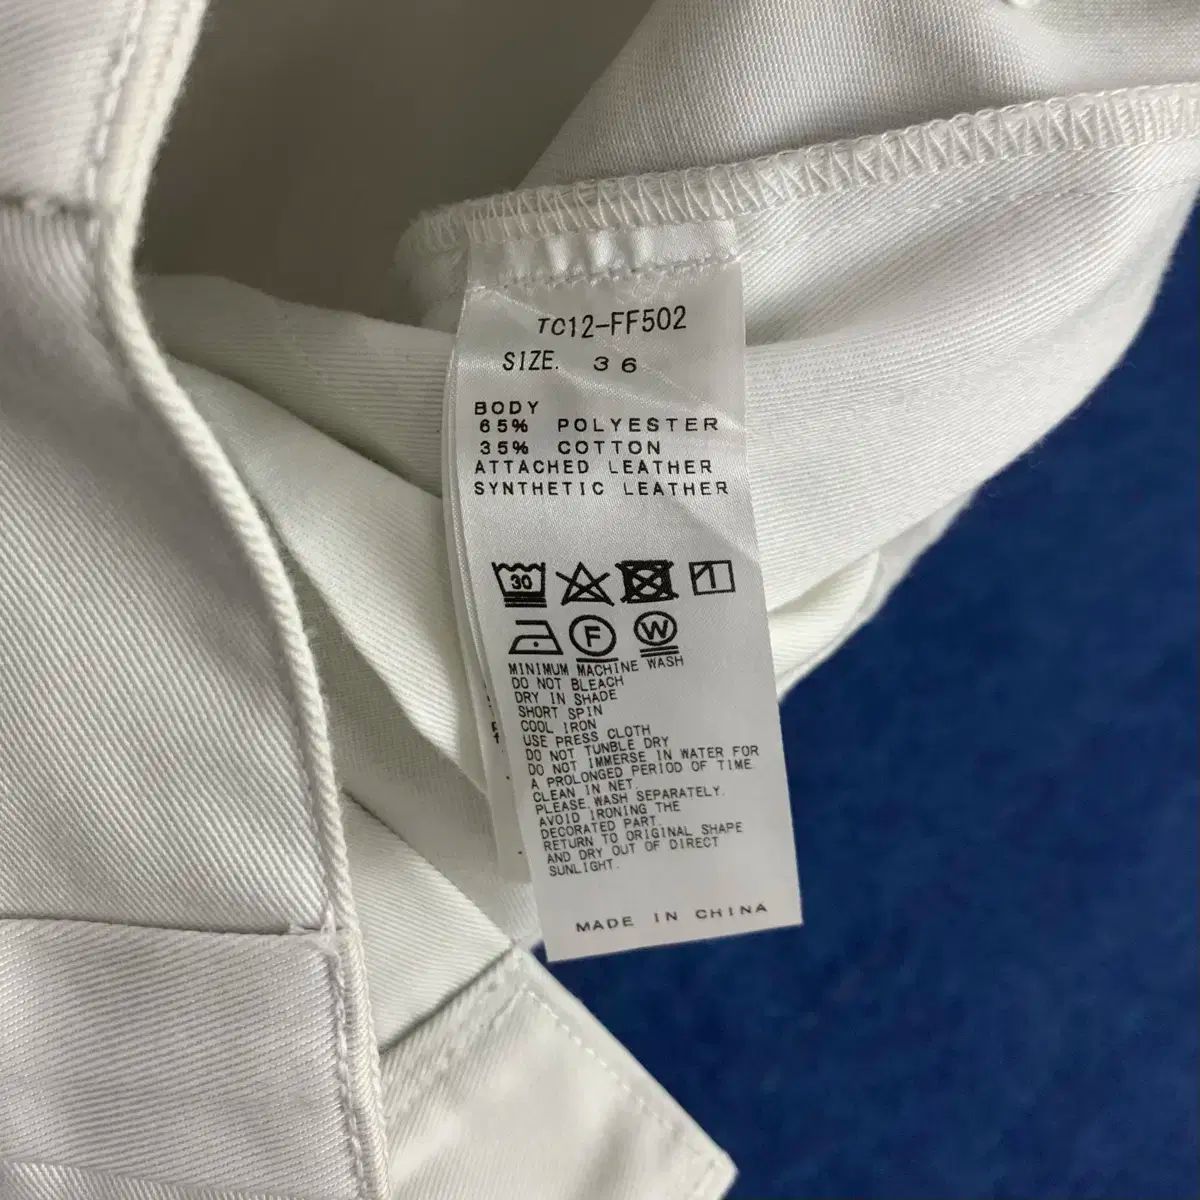 TC12-FF502
SIZE. 36
BODY
65% POLYESTER
35% COTTON
ATTACHED LEATHER
SYNTHETIC LEATHER
30
F W
MINIMUM MACHINE WASH
DO NOT BLEACH
DRY IN SHADE
SHORT SPIN
COOL IRON
USE PRESS CLOTH
DO NOT TUNBLE DRY
DO NOT IMMERSE IN WATER FOR
A PROLONGED PERIOD OF TIME
CLEAN IN NET
PLEASE WASH SEPARATELY.
AVOID IRONING THE
DECORATED PART.
RETURN TO ORIGINAL SHAPE
AND DRY OUT OF DIRECT
SUNLIGHT.
MADE IN CHINA